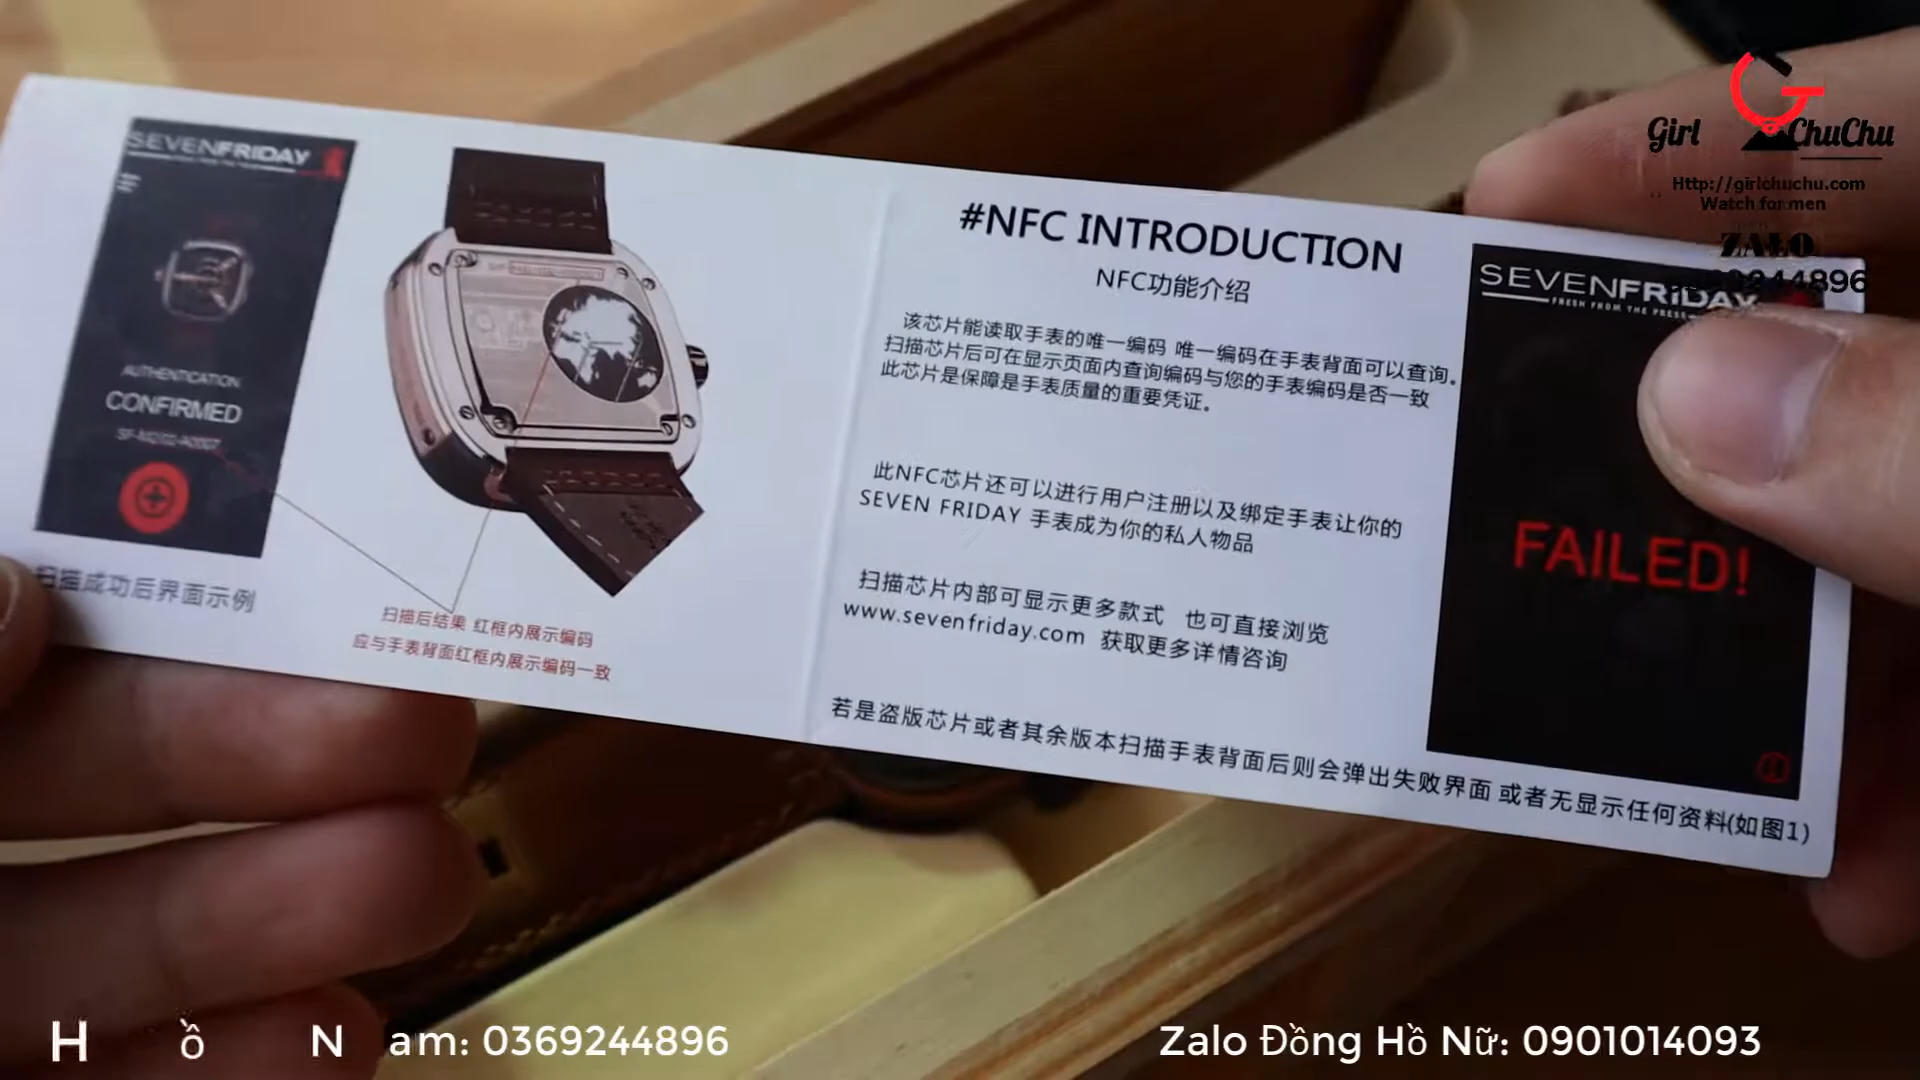 SEVENFRIDAY
AUTHENTICATION
CONFIRMED
扫描成功后界面示例
扫描后结果 红框内展示编码
应与手表背面红框内展示编码一致
#NFC INTRODUCTION
NFC功能介绍
该芯片能读取手表的唯一编码 唯一编码在手表背面可以查询。
扫描芯片后可在显示页面内查询编码与您的手表编码是否一致
此芯片是保障是手表质量的重要凭证。
此NFC芯片还可以进行用户注册以及绑定手表让你的
SEVEN FRIDAY 手表成为你的私人物品
扫描芯片内部可显示更多款式 也可直接浏览
www.sevenfriday.com 获取更多详情咨询
若是盗版芯片或者其余版本扫描手表背面后则会弹出失败界面 或者无显示任何资料(如图1)
SEVENFRIDAY
FRESH FROM THE PRESS
FAILED!
Girl ChuChu
Http://girlchuchu.com
Watch for men
ZALO
244896
H ồ N am: 0369244896
Zalo Đồng Hồ Nữ: 0901014093